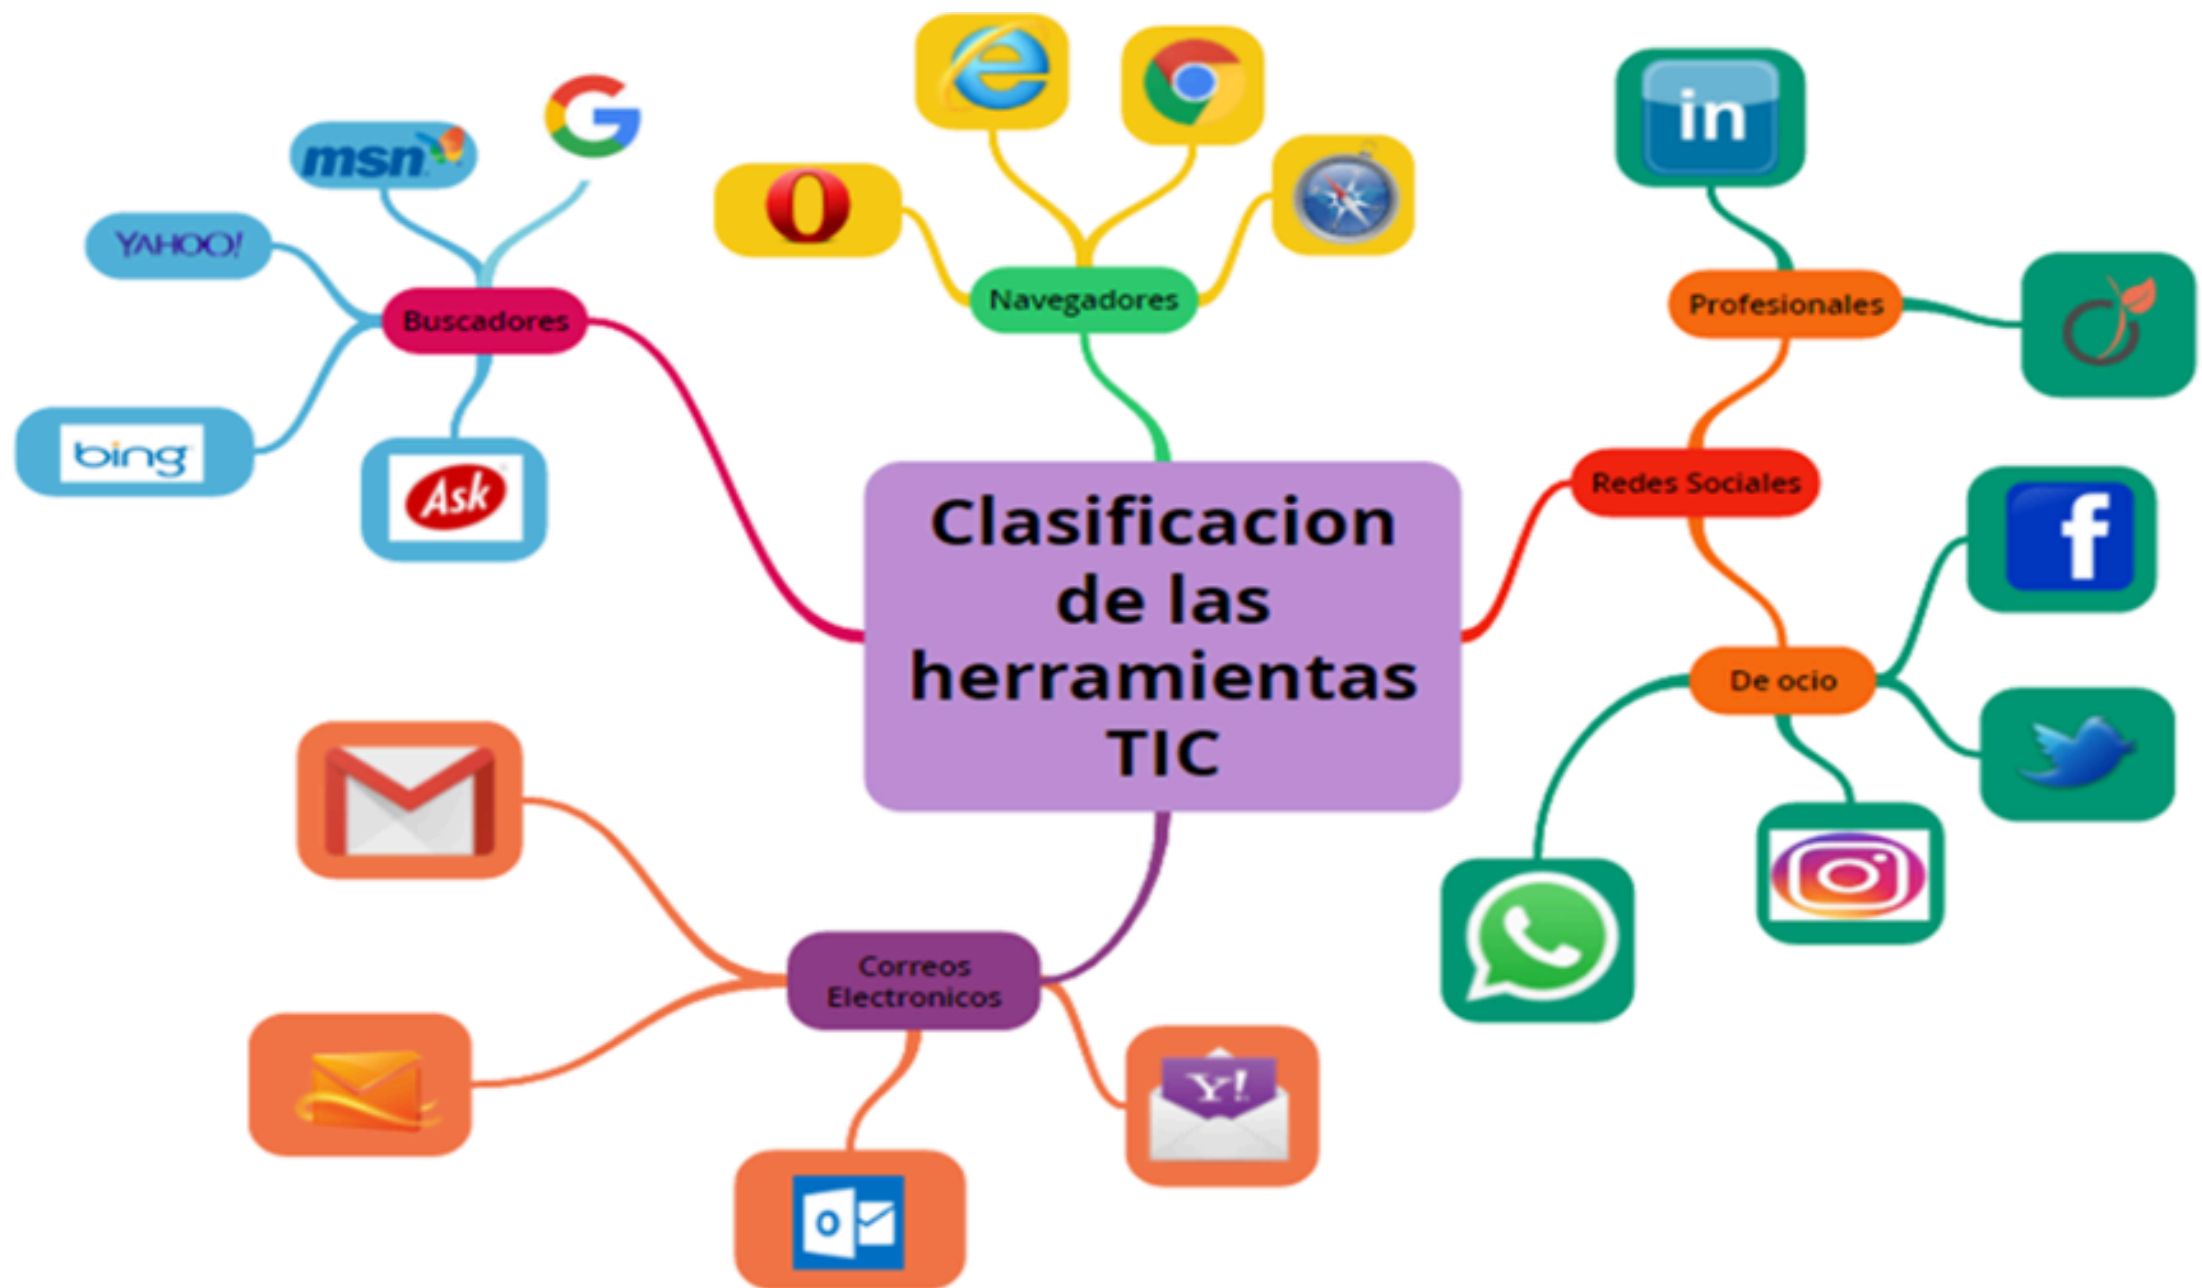 msn
YAHOO!
Buscadores
bing
Ask
Navegadores
in
Profesionales
Redes Sociales
f
De ocio
Clasificacion
de las
herramientas
TIC
Correos
Electronicos
Y!
o